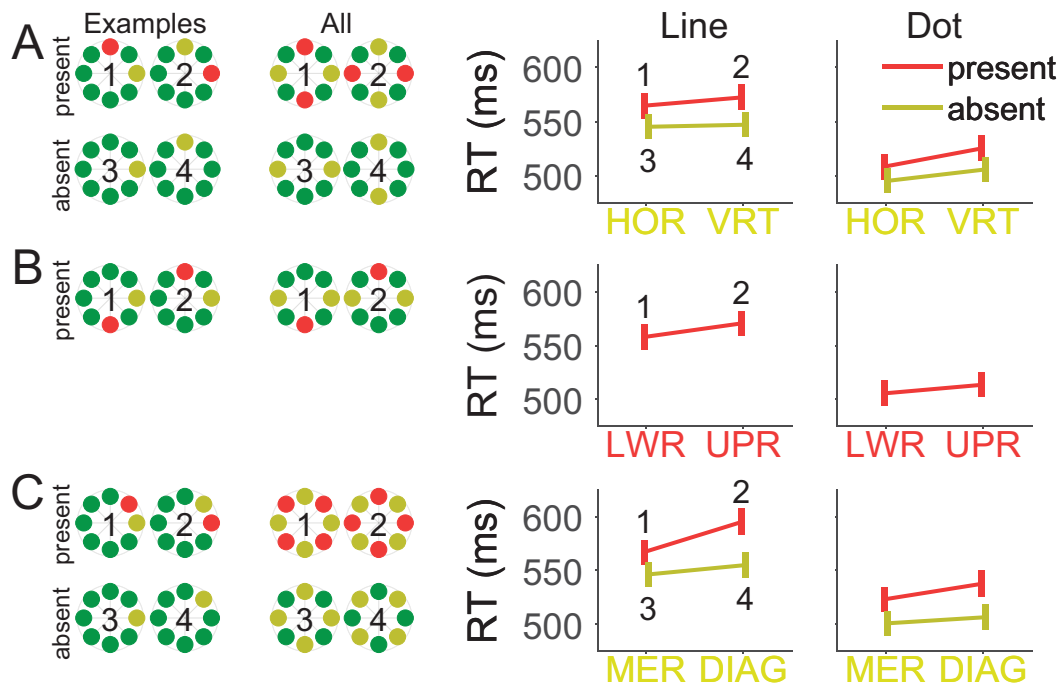 Examples All Line Dot
A present 1 2 1 2 RT (ms) 600 550 500 1 2 3 4 present absent
absent 3 4 3 4
HOR VRT HOR VRT
B present 1 2 1 2 RT (ms) 600 550 500 1 2
LWR UPR LWR UPR
C present 1 2 1 2 RT (ms) 600 550 500 1 2 3 4
absent 3 4 3 4
MER DIAG MER DIAG